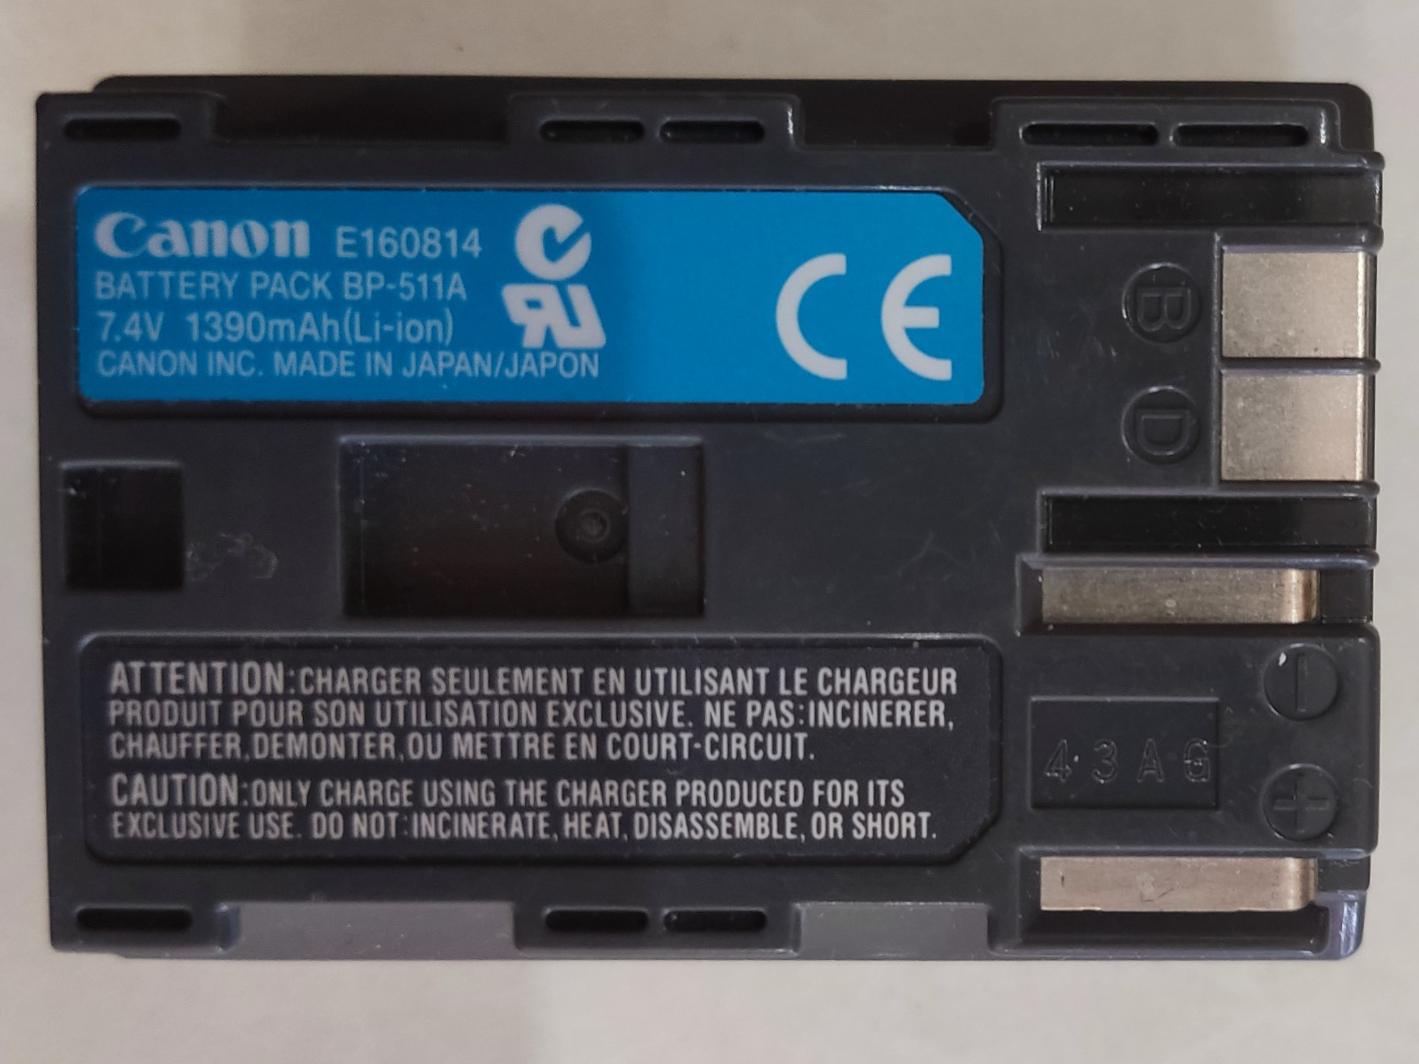 Canon E160814
BATTERY PACK BP-511A
7.4V 1390mAh(Li-ion)
CANON INC. MADE IN JAPAN/JAPON
CE
B
D
ATTENTION:CHARGER SEULEMENT EN UTILISANT LE CHARGEUR
PRODUIT POUR SON UTILISATION EXCLUSIVE. NE PAS:INCINERER,
CHAUFFER,DEMONTER,OU METTRE EN COURT-CIRCUIT.
CAUTION:ONLY CHARGE USING THE CHARGER PRODUCED FOR ITS
EXCLUSIVE USE. DO NOT:INCINERATE,HEAT,DISASSEMBLE,OR SHORT.
−
43AG
+